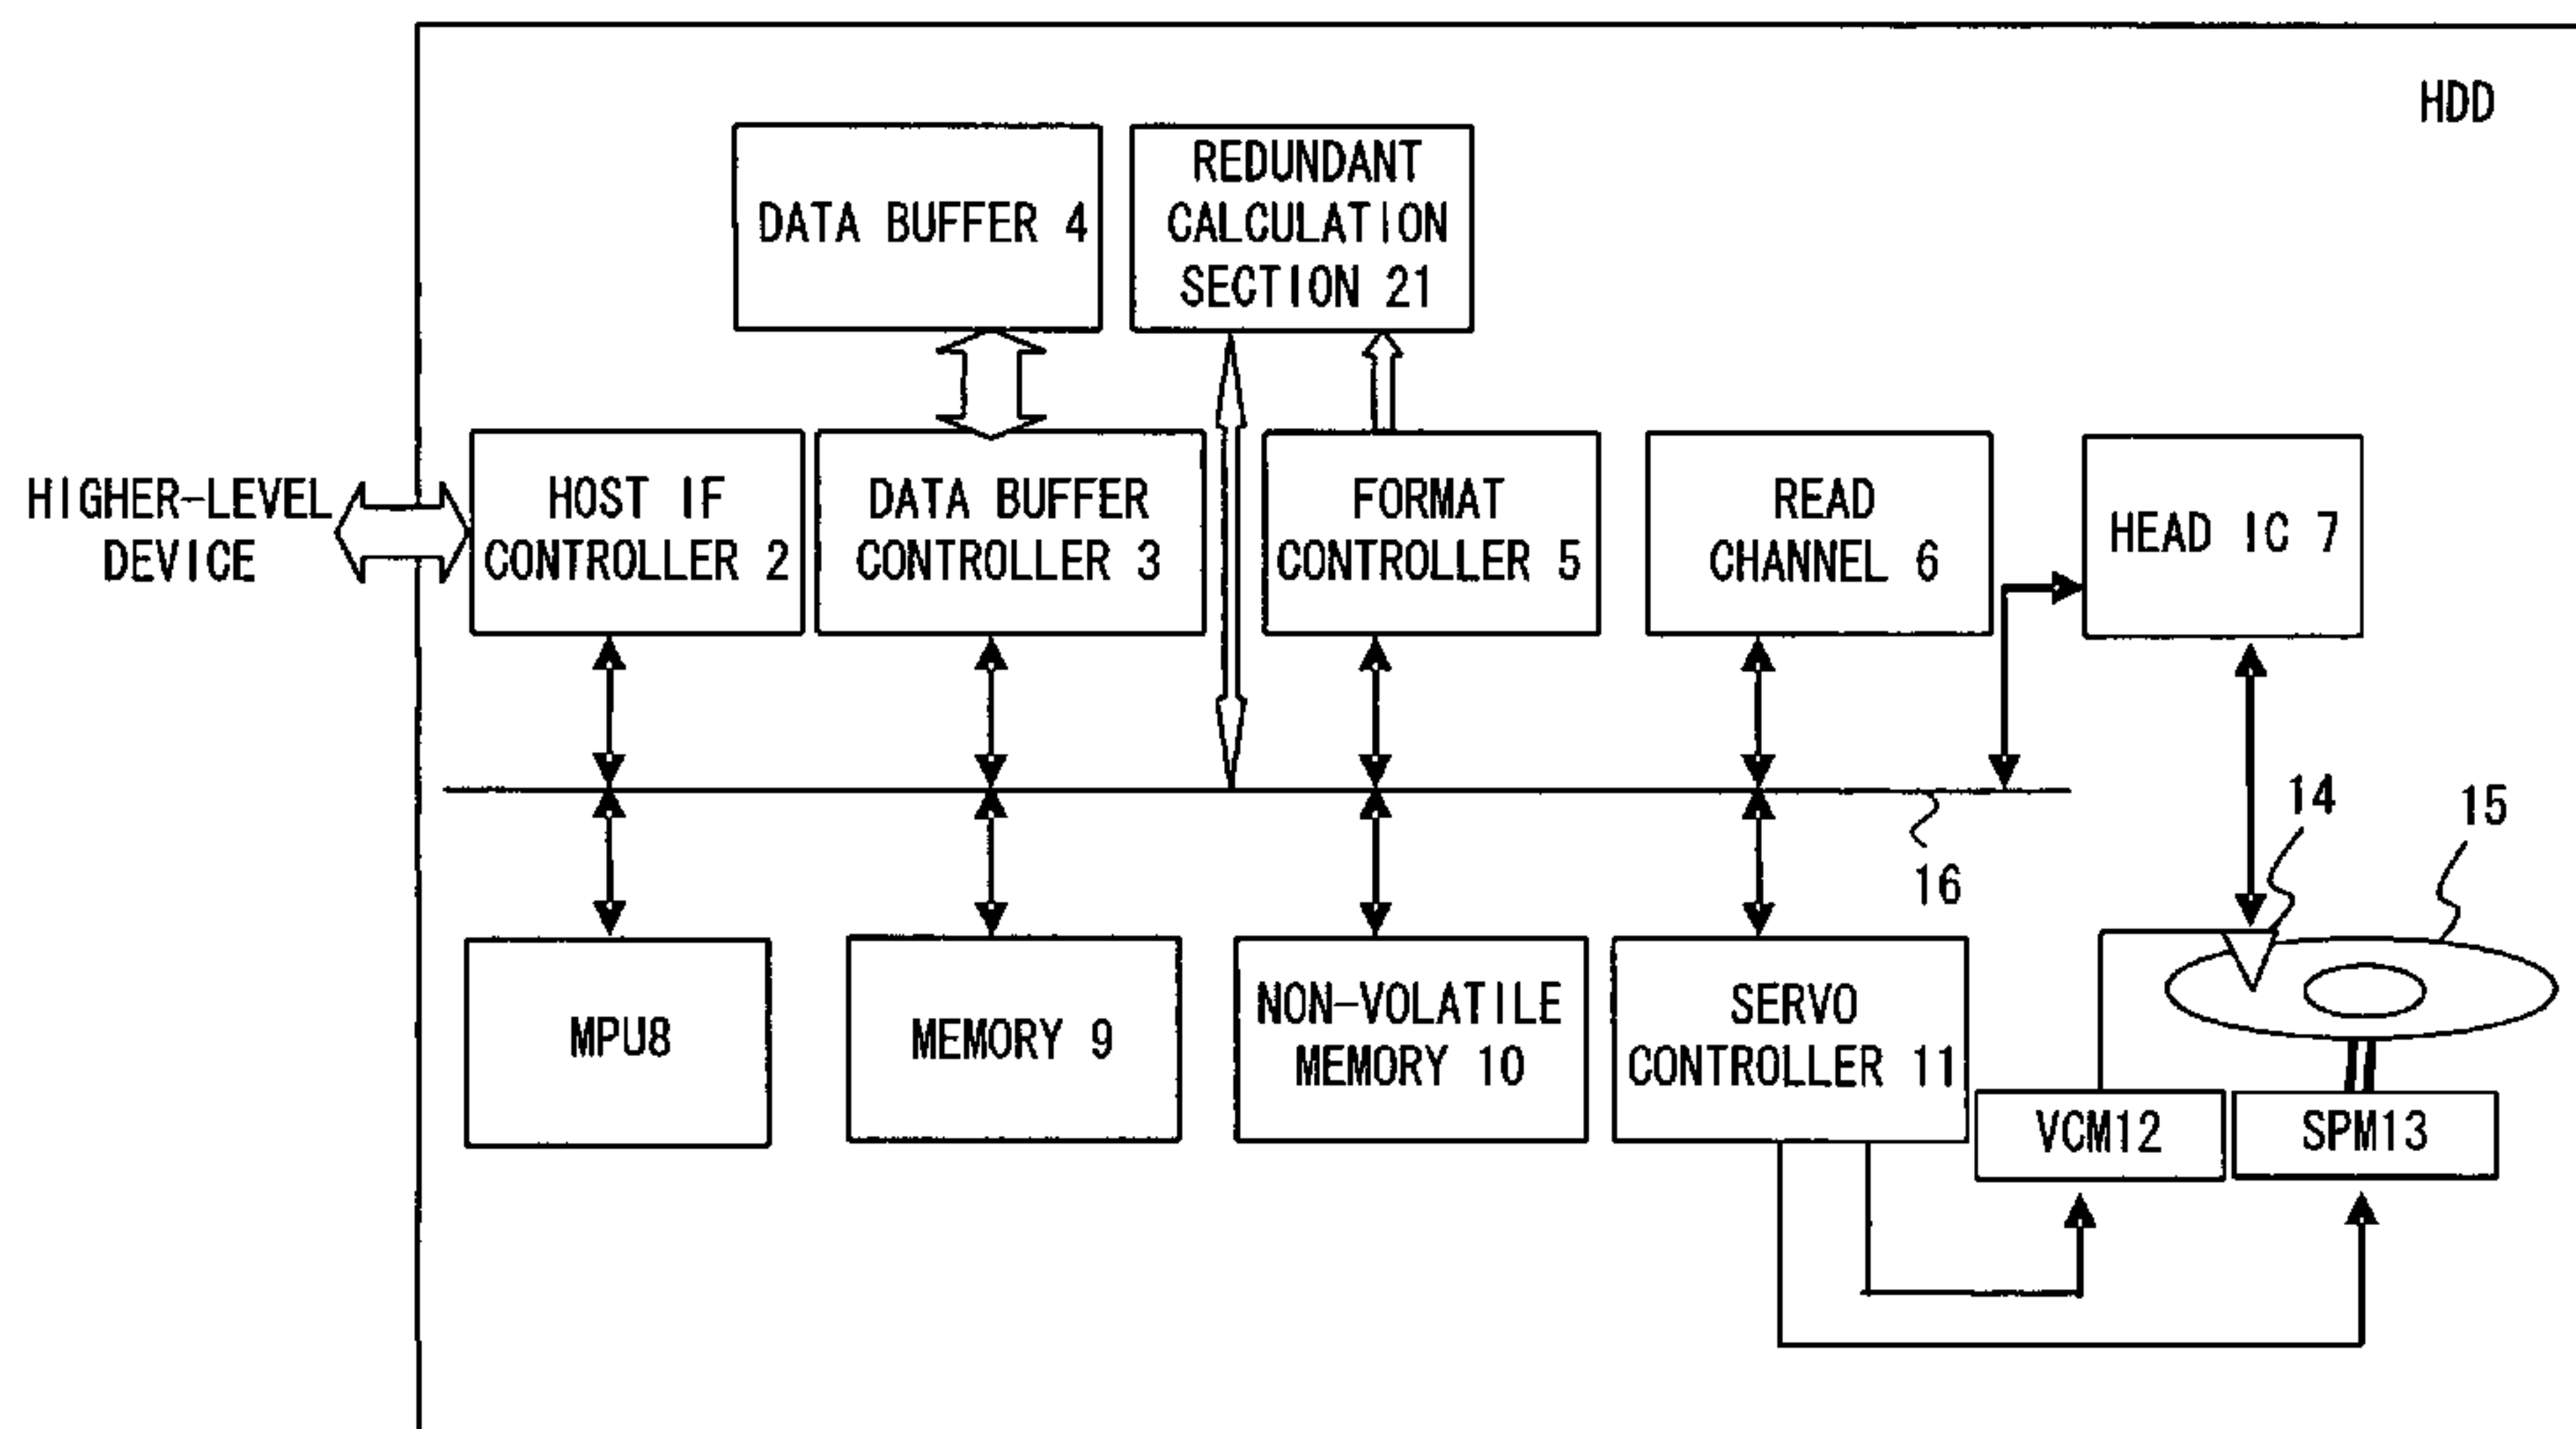 HDD
DATA BUFFER 4
REDUNDANT
CALCULATION
SECTION 21
HIGHER-LEVEL
DEVICE
HOST IF
CONTROLLER 2
DATA BUFFER
CONTROLLER 3
FORMAT
CONTROLLER 5
READ
CHANNEL 6
HEAD IC 7
14
15
16
MPU8
MEMORY 9
NON-VOLATILE
MEMORY 10
SERVO
CONTROLLER 11
VCM12
SPM13